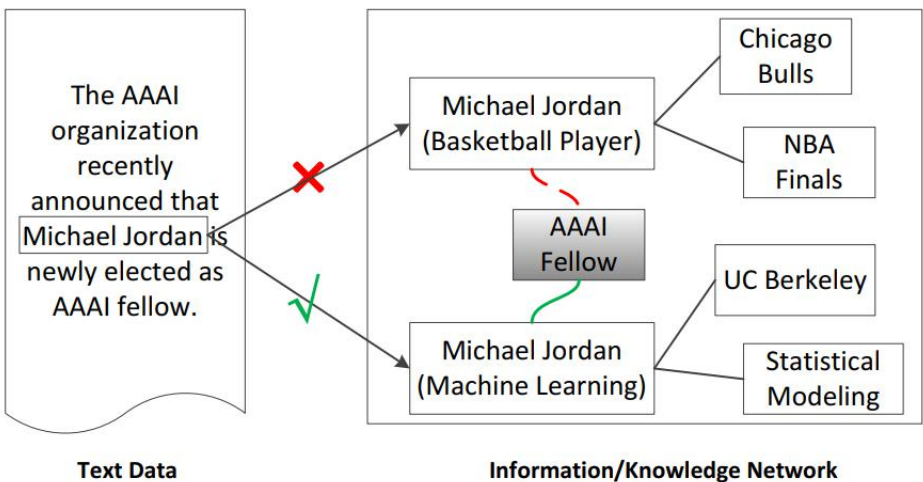 The AAAI
organization
recently
announced that
Michael Jordan is
newly elected as
AAAI fellow.
Michael Jordan
(Basketball Player)
Chicago
Bulls
NBA
Finals
AAAI
Fellow
Michael Jordan
(Machine Learning)
UC Berkeley
Statistical
Modeling
Text Data
Information/Knowledge Network